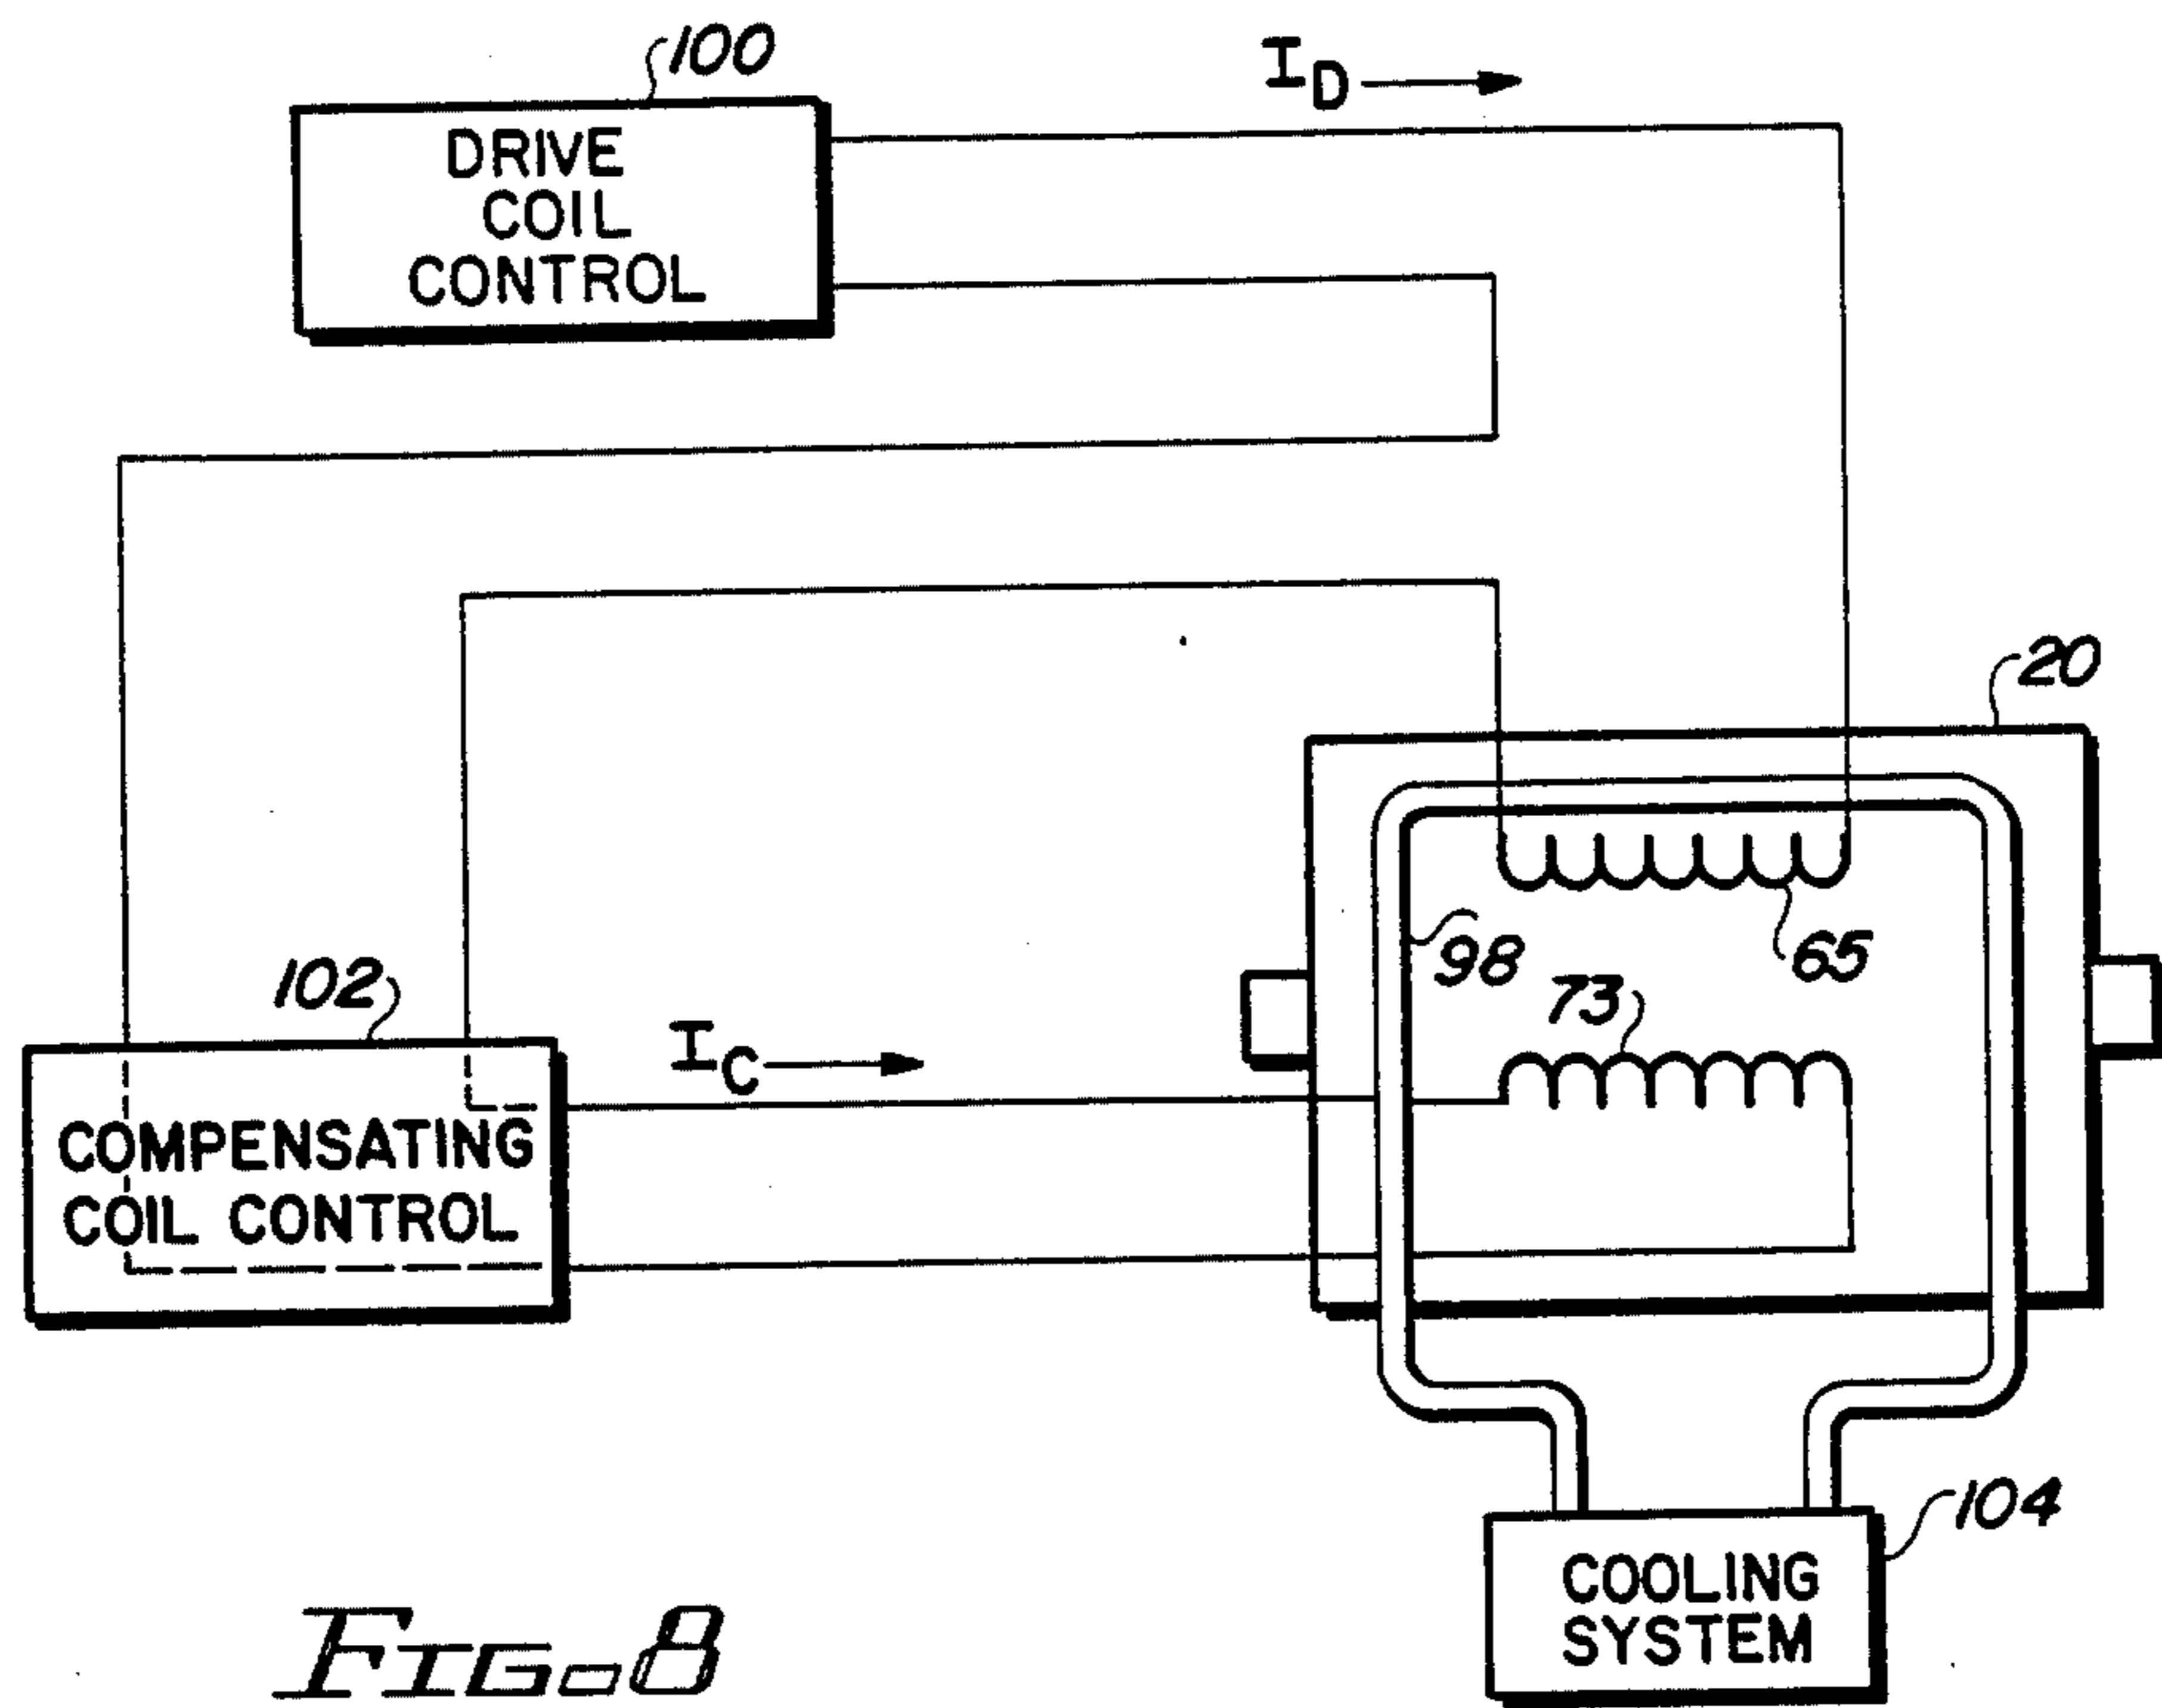 100
I_D
DRIVE
COIL
CONTROL
20
98
65
102
73
I_C
COMPENSATING
COIL CONTROL
104
COOLING
SYSTEM
FIG. 8